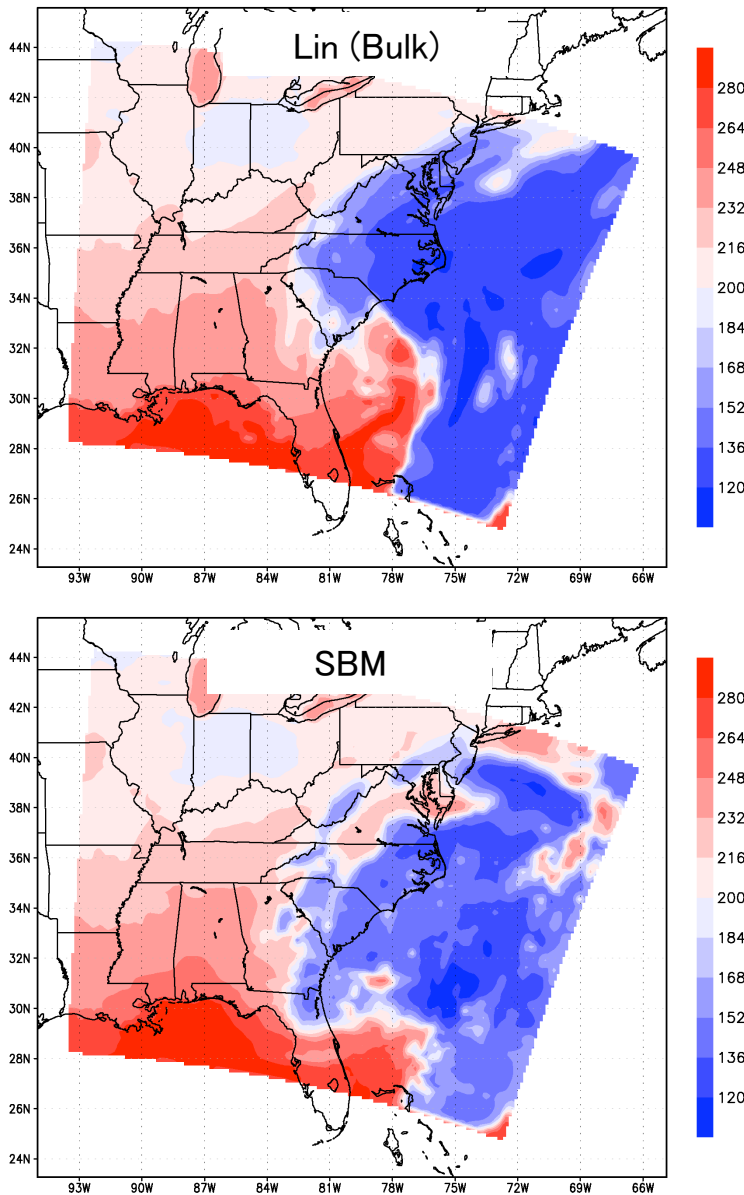 Lin (Bulk)
44N
42N
40N
38N
36N
34N
32N
30N
28N
26N
24N
93W 90W 87W 84W 81W 78W 75W 72W 69W 66W
280
264
248
232
216
200
184
168
152
136
120
SBM
44N
42N
40N
38N
36N
34N
32N
30N
28N
26N
24N
93W 90W 87W 84W 81W 78W 75W 72W 69W 66W
280
264
248
232
216
200
184
168
152
136
120